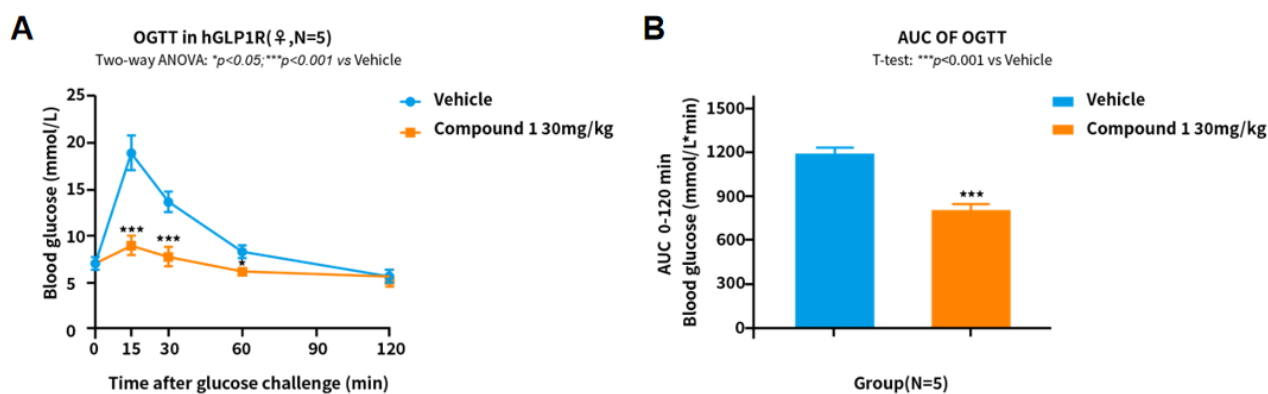 A
OGTT in hGLP1R(♀,N=5)
Two-way ANOVA: *p<0.05;***p<0.001 vs Vehicle
Vehicle
Compound 1 30mg/kg
Blood glucose (mmol/L)
25
20
15
10
5
0
***
***
*
0 15 30 60 90 120
Time after glucose challenge (min)
B
AUC OF OGTT
T-test: ***p<0.001 vs Vehicle
Vehicle
Compound 1 30mg/kg
AUC 0-120 min
Blood glucose (mmol/L*min)
1500
1200
900
600
300
0
***
Group(N=5)